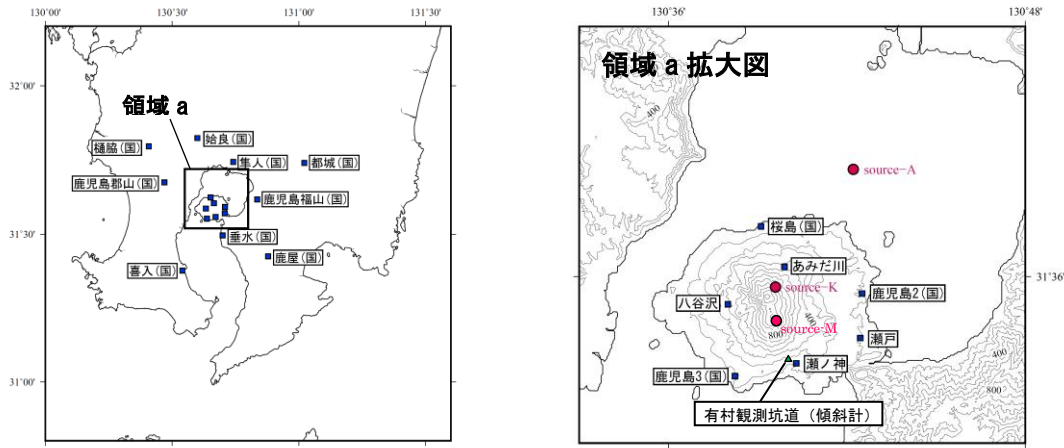 130°00'
130°30'
131°00'
131°30'
32°00'
31°30'
31°00'
領域 a
樋脇(国)
姶良(国)
隼人(国)
都城(国)
鹿児島郡山(国)
鹿児島福山(国)
垂水(国)
鹿屋(国)
喜入(国)
130°36'
130°48'
領域 a 拡大図
400
source-A
桜島(国)
31°36'
あみだ川
source-K
八谷沢
鹿児島2(国)
400
source-M
800
瀬戸
瀬ノ神
鹿児島3(国)
400
800
有村観測坑道（傾斜計）